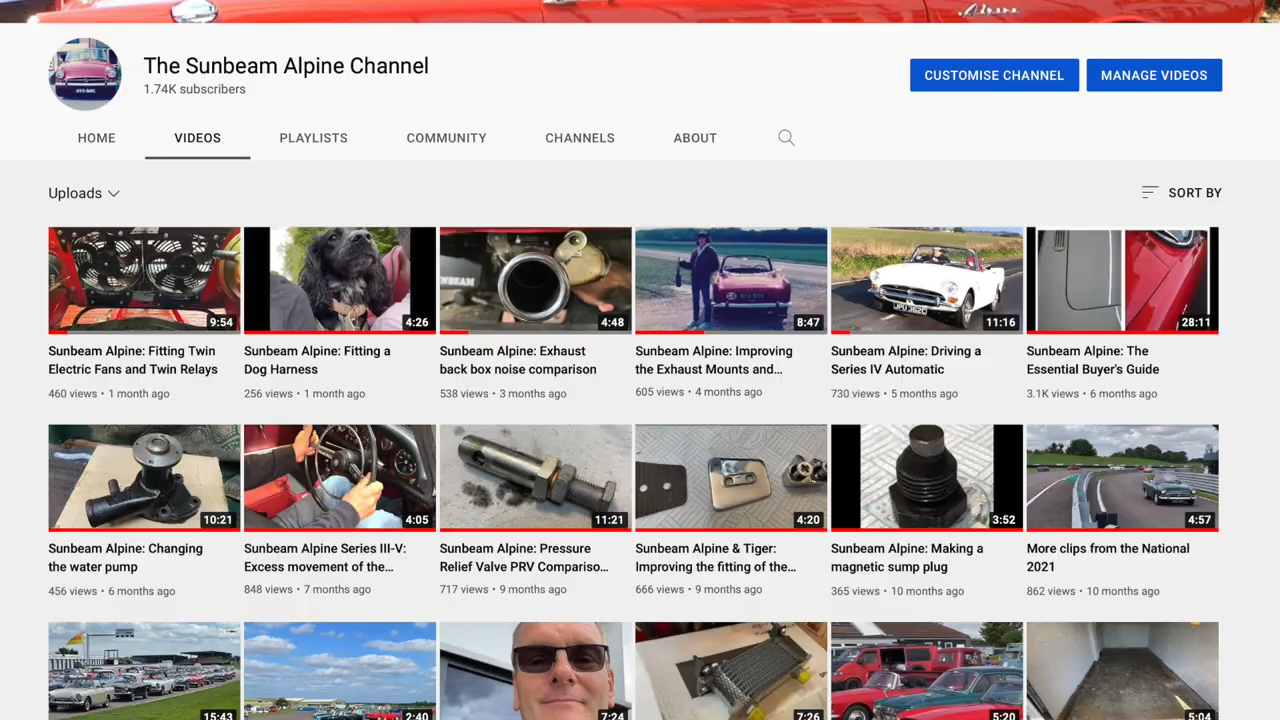 Alpine
The Sunbeam Alpine Channel
1.74K subscribers
CUSTOMISE CHANNEL
MANAGE VIDEOS
HOME
VIDEOS
PLAYLISTS
COMMUNITY
CHANNELS
ABOUT
Uploads
SORT BY
9:54
4:26
SUNBEAM
4:48
8:47
JPU 362C
11:16
28:11
Sunbeam Alpine: Fitting Twin
Electric Fans and Twin Relays
460 views • 1 month ago
Sunbeam Alpine: Fitting a
Dog Harness
256 views • 1 month ago
Sunbeam Alpine: Exhaust
back box noise comparison
538 views • 3 months ago
Sunbeam Alpine: Improving
the Exhaust Mounts and...
605 views • 4 months ago
Sunbeam Alpine: Driving a
Series IV Automatic
730 views • 5 months ago
Sunbeam Alpine: The
Essential Buyer's Guide
3.1K views • 6 months ago
10:21
4:05
11:21
4:20
3:52
4:57
Sunbeam Alpine: Changing
the water pump
456 views • 6 months ago
Sunbeam Alpine Series III-V:
Excess movement of the...
848 views • 7 months ago
Sunbeam Alpine: Pressure
Relief Valve PRV Compariso...
717 views • 9 months ago
Sunbeam Alpine & Tiger:
Improving the fitting of the...
666 views • 9 months ago
Sunbeam Alpine: Making a
magnetic sump plug
365 views • 10 months ago
More clips from the National
2021
862 views • 10 months ago
15:43
2:40
7:24
7:26
5:20
5:04